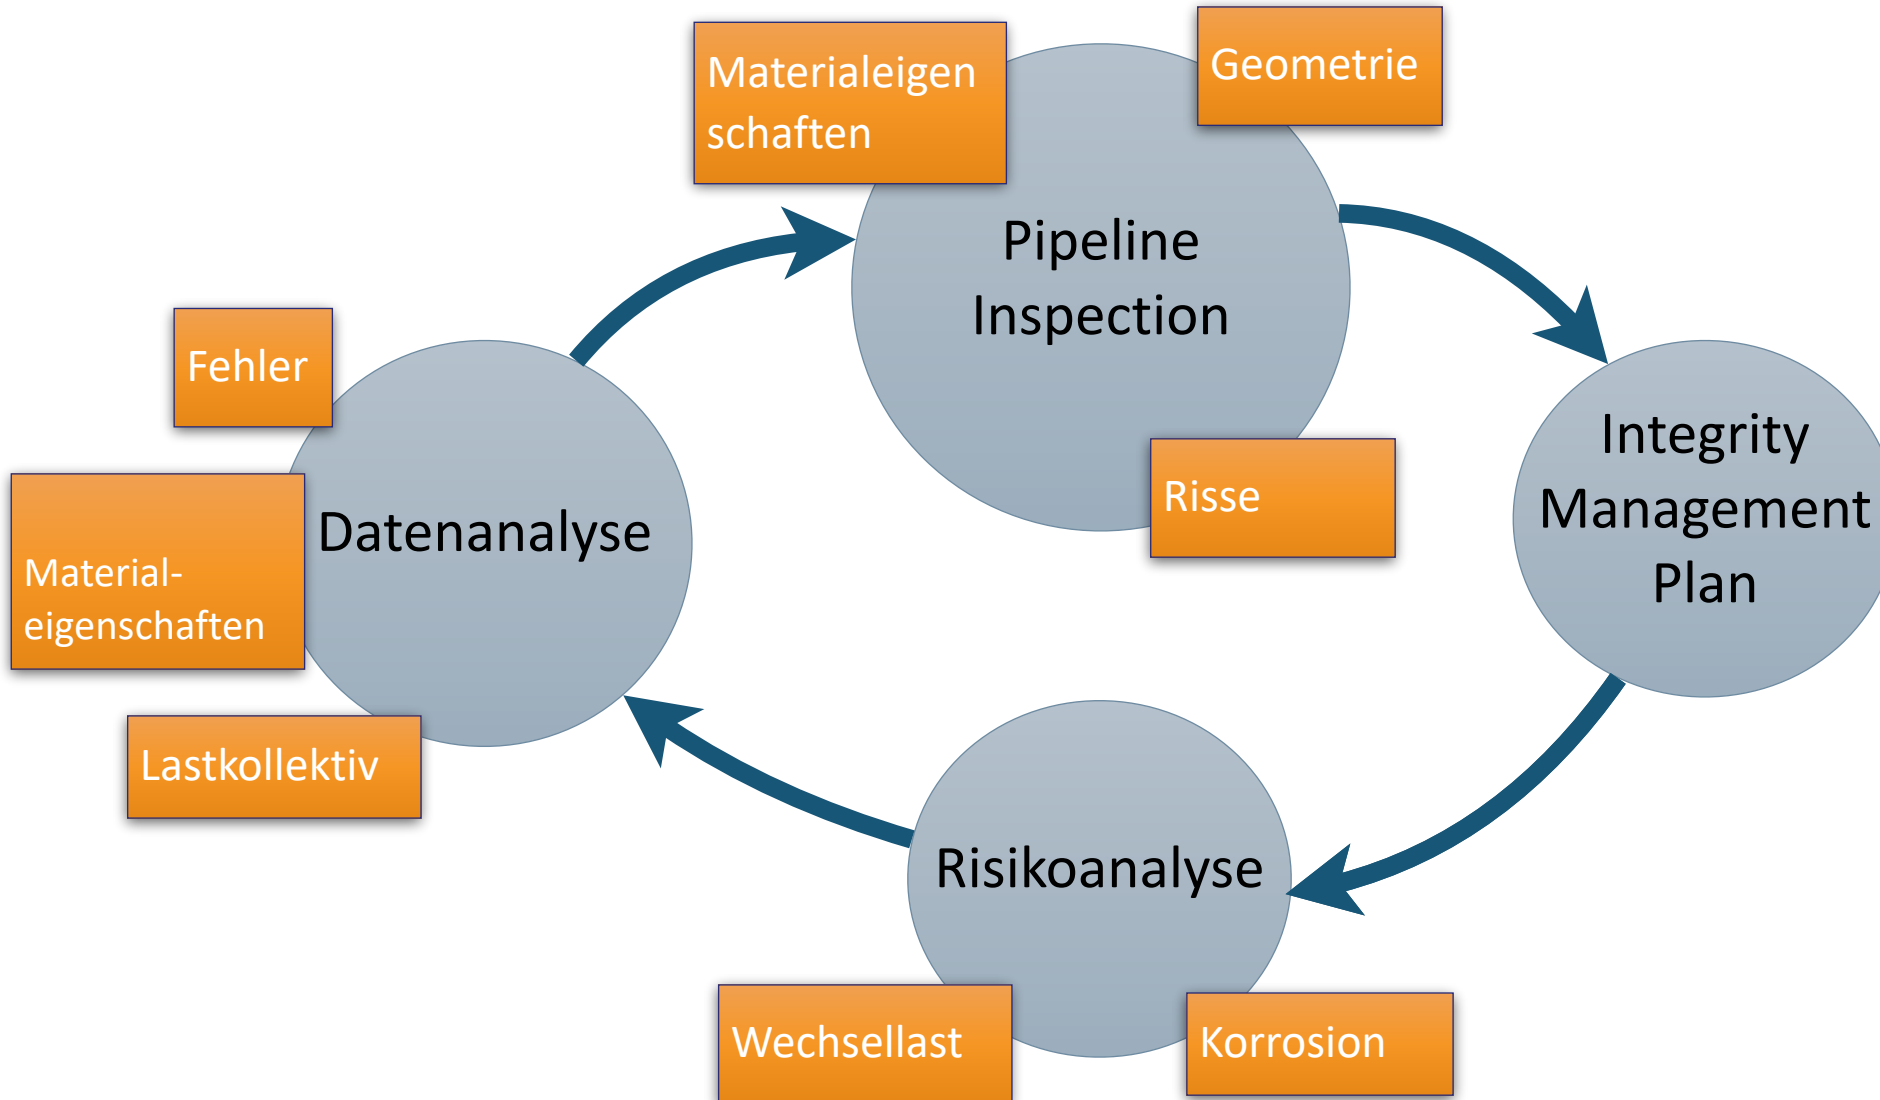 Materialeigen
schaften
Geometrie
Pipeline
Inspection
Risse
Fehler
Datenanalyse
Material-
eigenschaften
Lastkollektiv
Integrity
Management
Plan
Risikoanalyse
Wechsellast
Korrosion